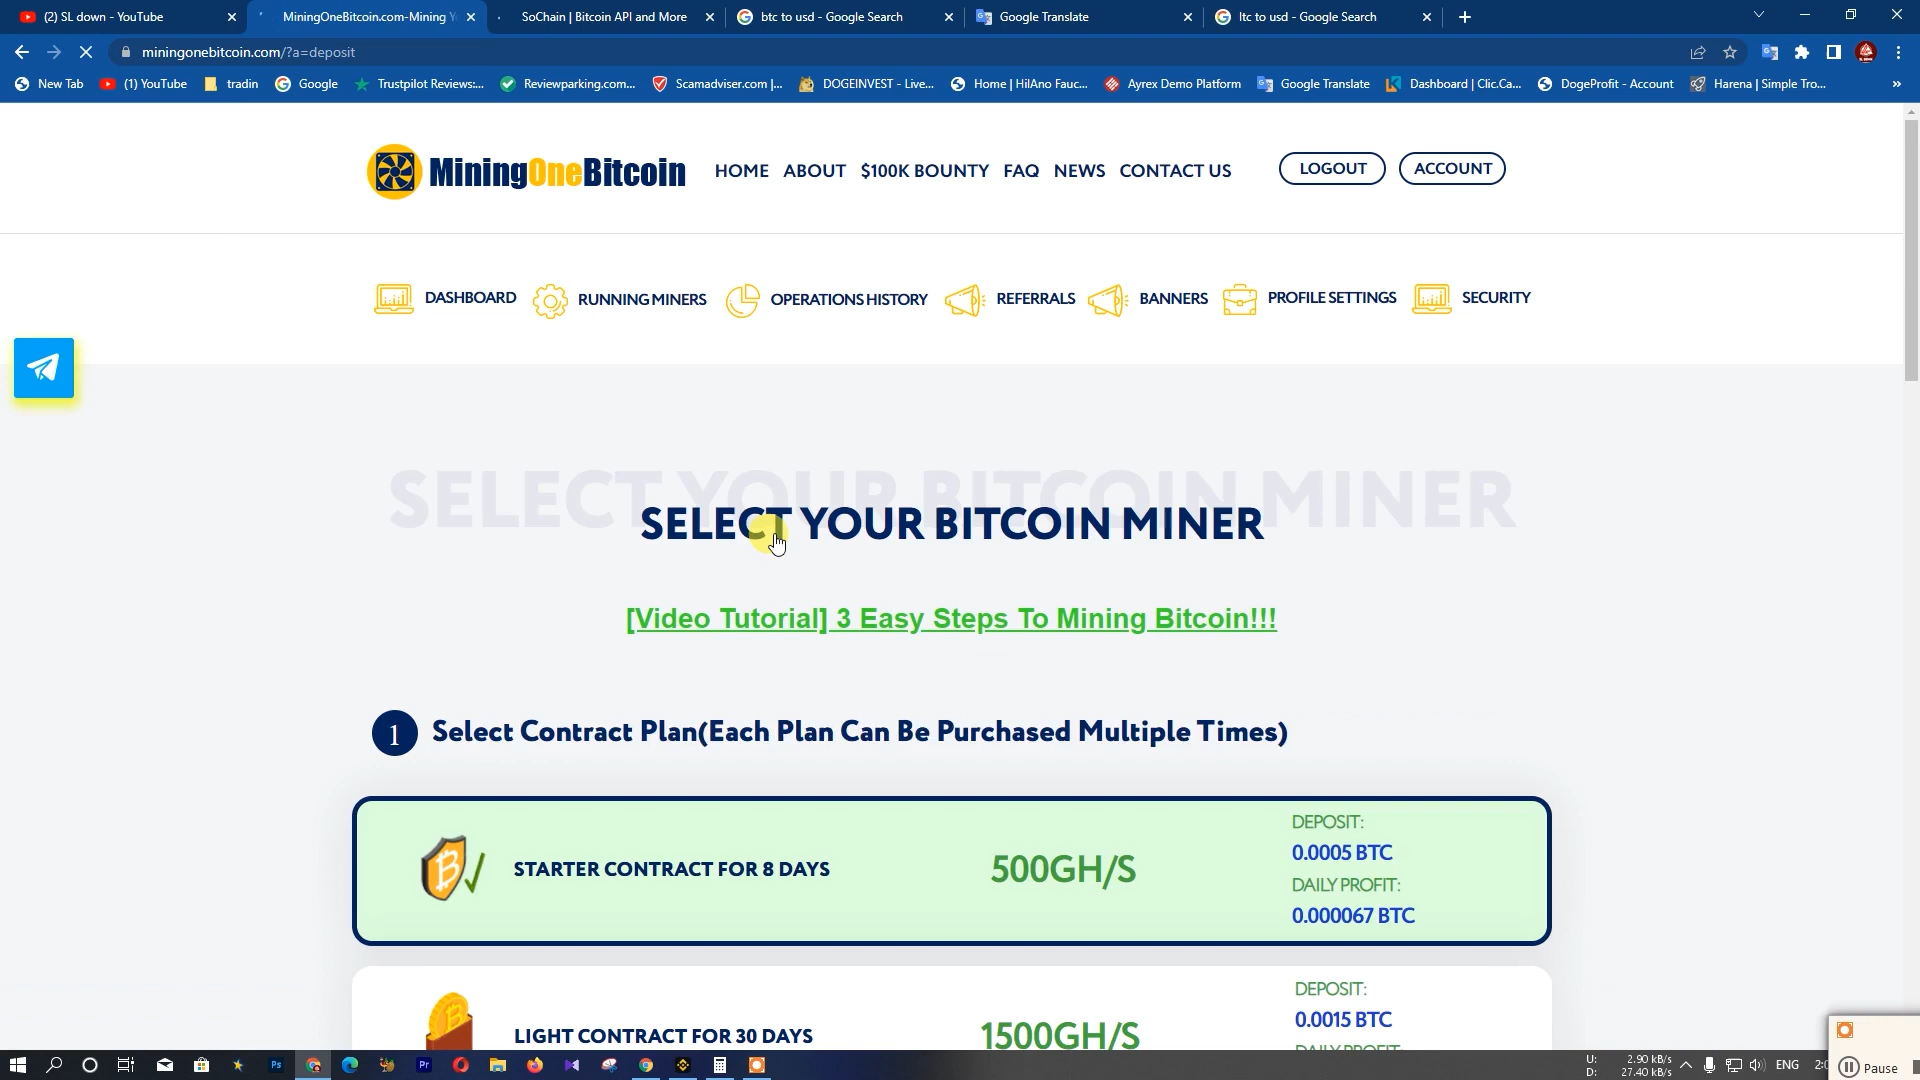 (2) SL down - YouTube
MiningOneBitcoin.com-Mining Y
SoChain | Bitcoin API and More
btc to usd - Google Search
Google Translate
ltc to usd - Google Search
miningonebitcoin.com/?a=deposit
New Tab
(1) YouTube
tradin
Google
Trustpilot Reviews:...
Reviewparking.com...
Scamadviser.com |...
DOGEINVEST - Live...
Home | HilAno Fauc...
Ayrex Demo Platform
Google Translate
Dashboard | Clic.Ca...
DogeProfit - Account
Harena | Simple Tro...
»
MiningOneBitcoin
HOME ABOUT $100K BOUNTY FAQ NEWS CONTACT US
LOGOUT ACCOUNT
DASHBOARD RUNNING MINERS OPERATIONS HISTORY REFERRALS BANNERS PROFILE SETTINGS SECURITY
SELECT YOUR BITCOIN MINER
SELECT YOUR BITCOIN MINER
[Video Tutorial] 3 Easy Steps To Mining Bitcoin!!!
1 Select Contract Plan(Each Plan Can Be Purchased Multiple Times)
STARTER CONTRACT FOR 8 DAYS
500GH/S
DEPOSIT:
0.0005 BTC
DAILY PROFIT:
0.000067 BTC
LIGHT CONTRACT FOR 30 DAYS
1500GH/S
DEPOSIT:
0.0015 BTC
DAILY PROFIT:
Ps
Pr
U: 2.90 kB/s
D: 27.40 kB/s
ENG
Pause